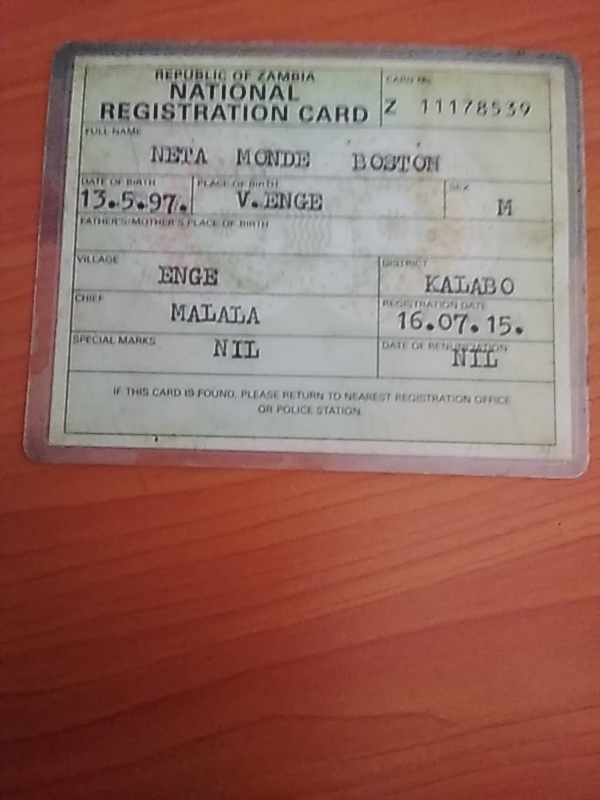 REPUBLIC OF ZAMBIA
NATIONAL
REGISTRATION CARD
CARD No
Z 11178539
FULL NAME
NETA MONDE BOSTON
DATE OF BIRTH
13.5.97.
PLACE OF BIRTH
V.ENGE
SEX
M
FATHER'S/MOTHER'S PLACE OF BIRTH
VILLAGE
ENGE
DISTRICT
KALABO
CHIEF
MALALA
REGISTRATION DATE
16.07.15.
SPECIAL MARKS
NIL
DATE OF RENUNCIATION
NIL
IF THIS CARD IS FOUND, PLEASE RETURN TO NEAREST REGISTRATION OFFICE
OR POLICE STATION.